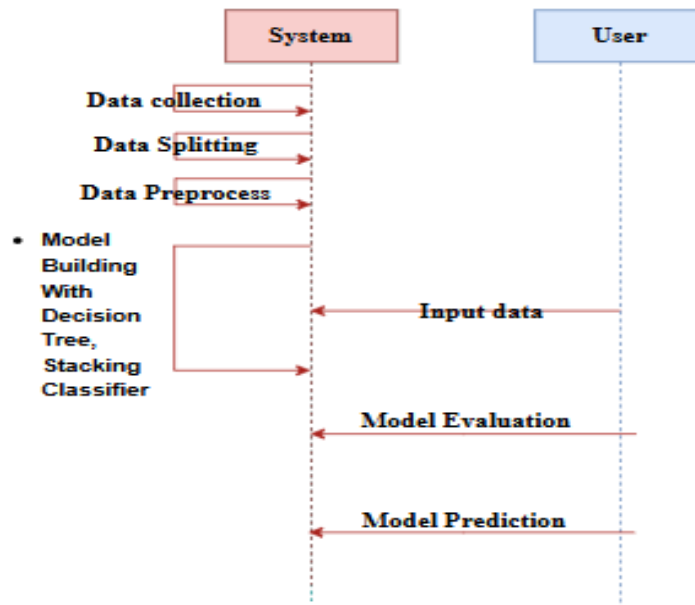 System
User
Data collection
Data Splitting
Data Preprocess
• Model
Building
With
Decision
Tree,
Stacking
Classifier
Input data
Model Evaluation
Model Prediction